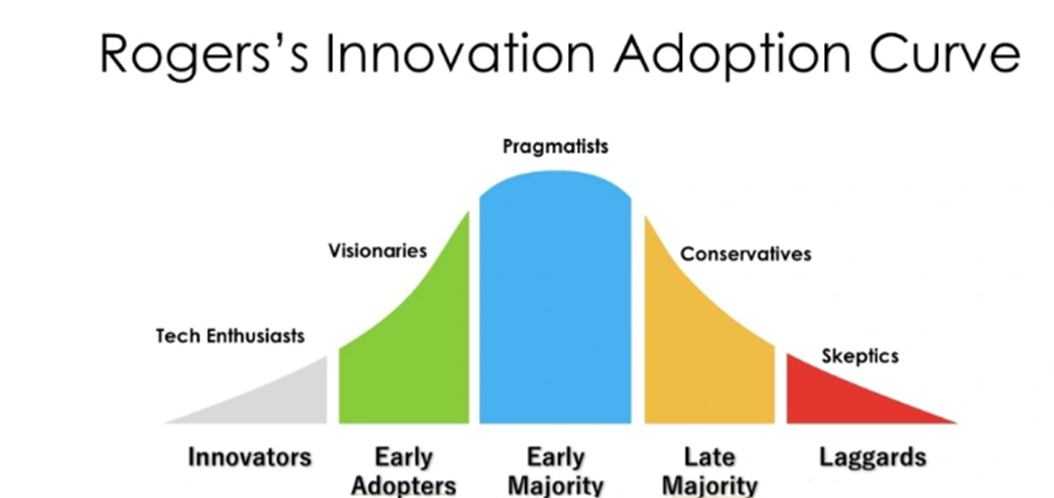 Rogers's Innovation Adoption Curve
Pragmatists
Visionaries
Conservatives
Tech Enthusiasts
Skeptics
Innovators
Early Adopters
Early Majority
Late Majority
Laggards